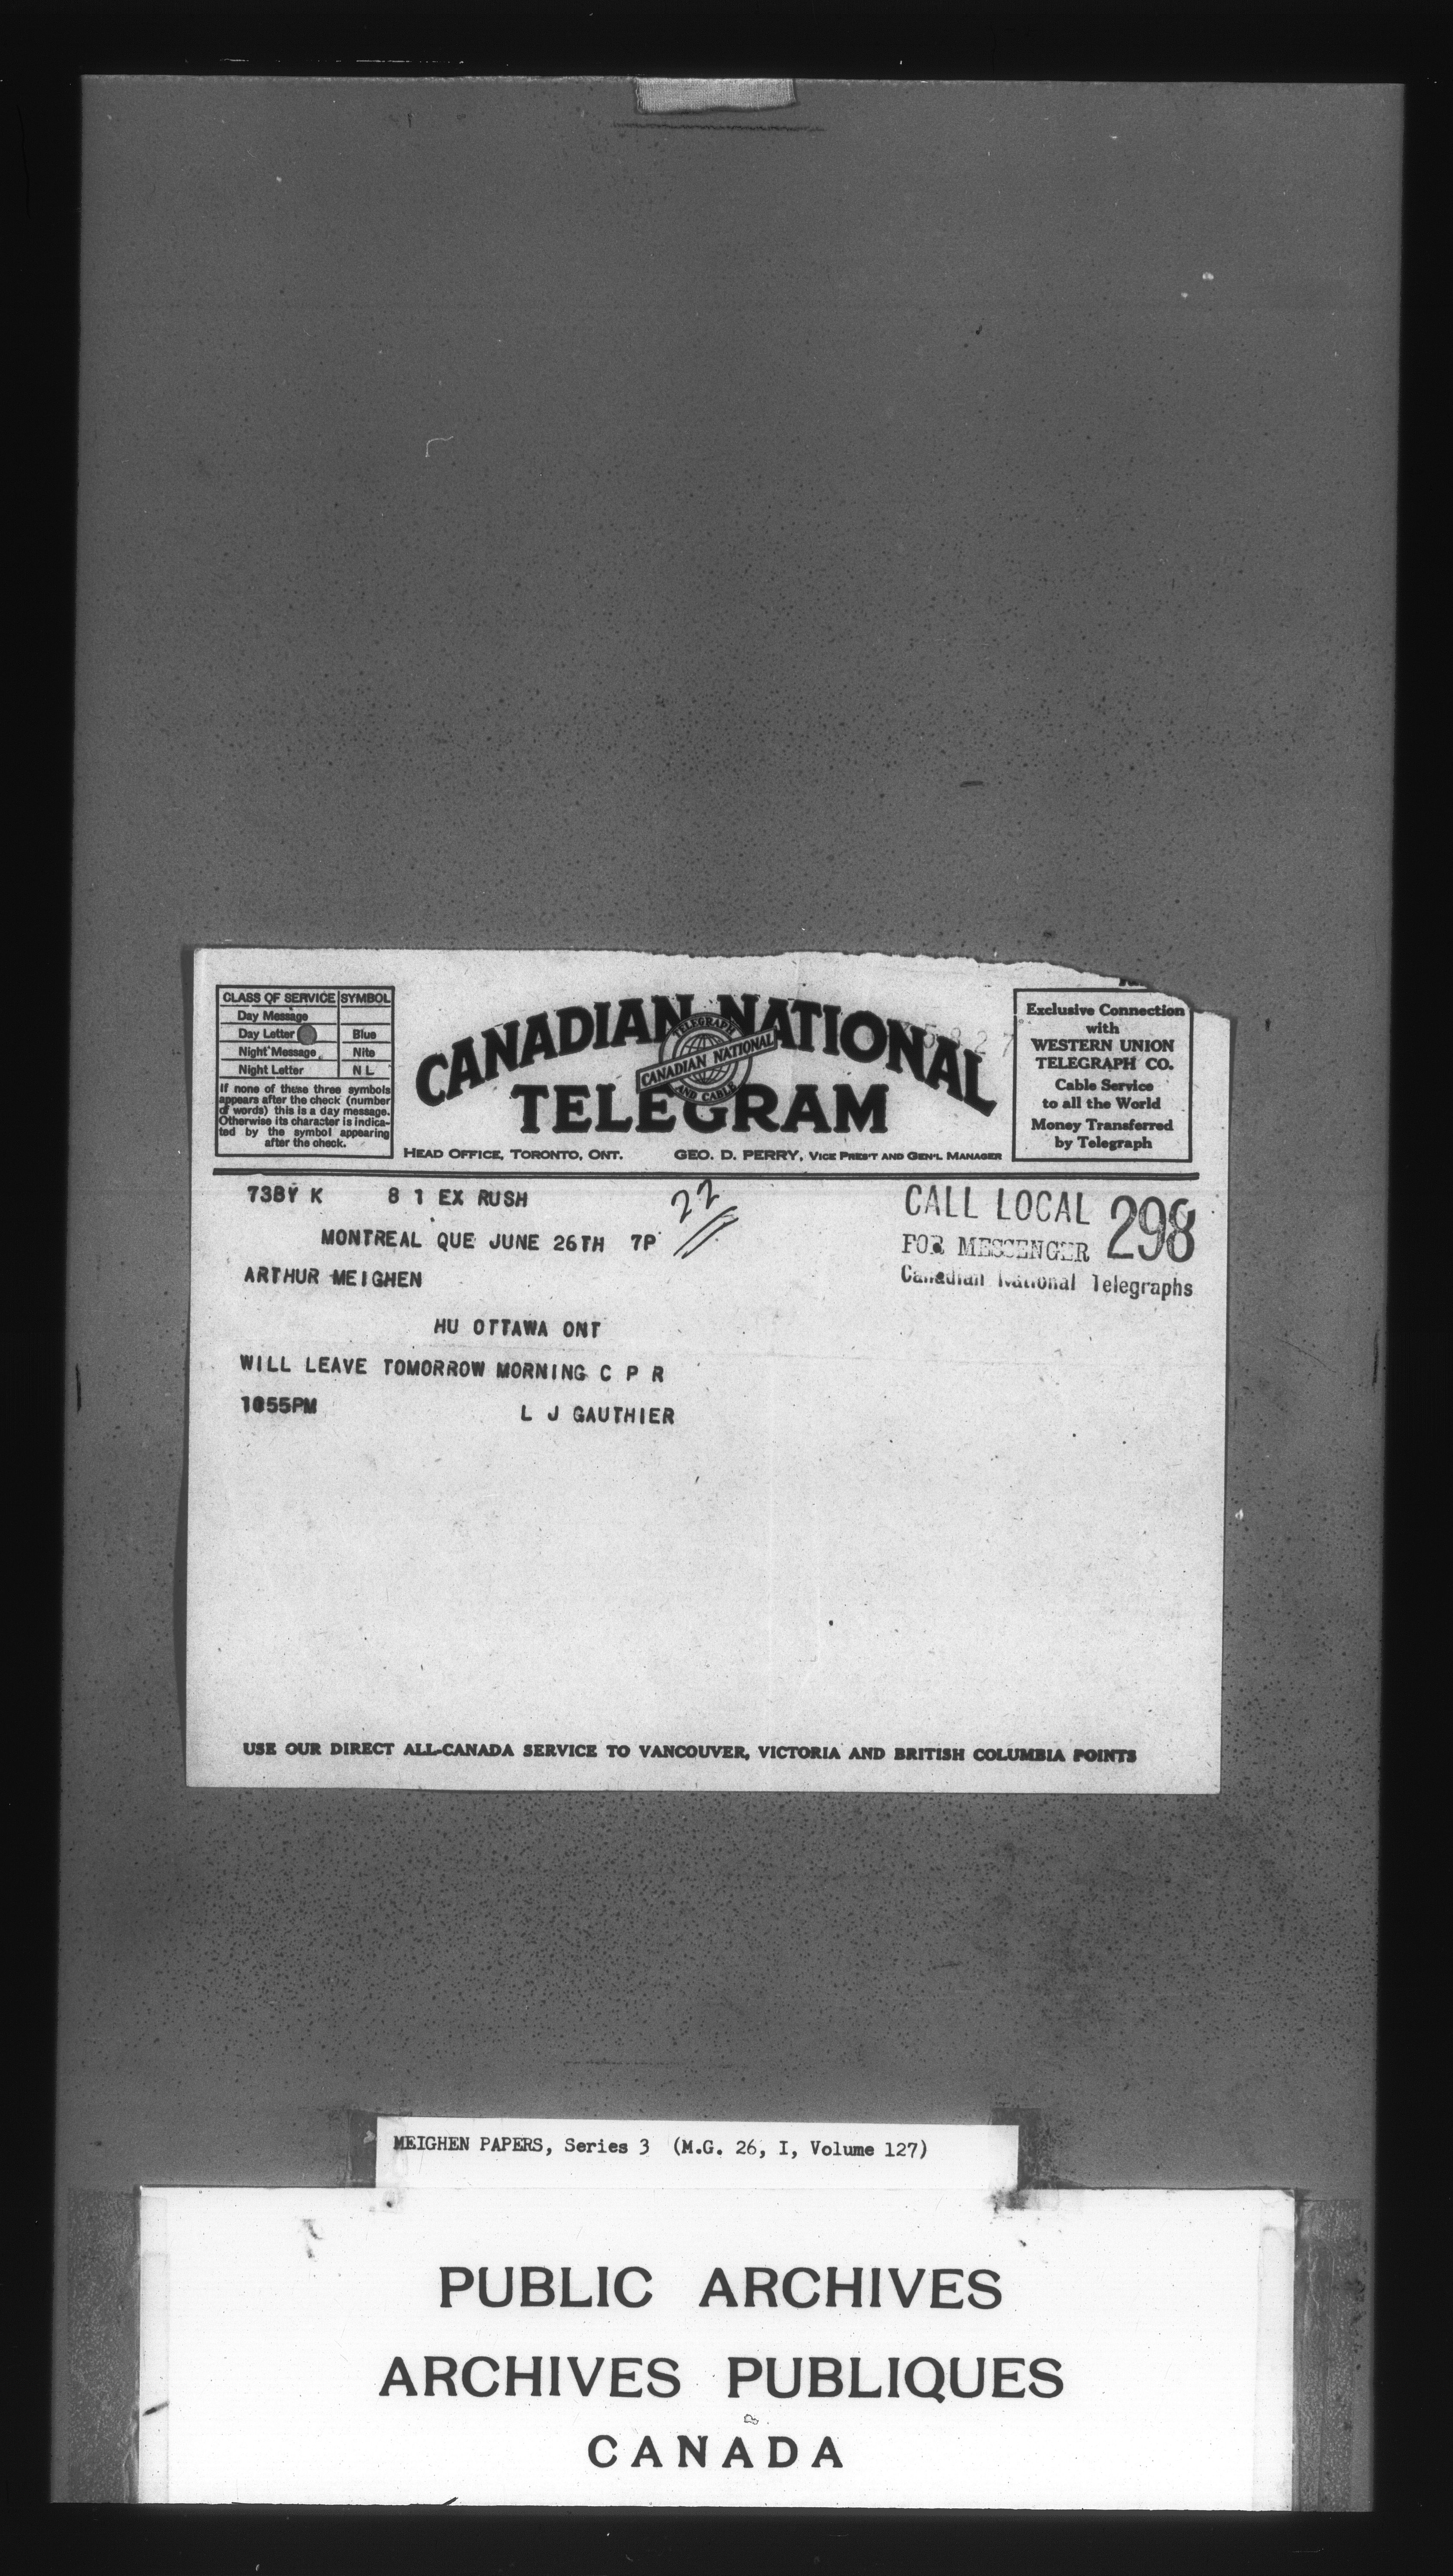 CLASS OF SERVICE SYMBOL
Day Message
Day Letter Blue
Night Message Nite
Night Letter N L
If none of these three symbols
appears after the check (number
of words) this is a day message.
Otherwise its character is indica-
ted by the symbol appearing
after the check.
CANADIAN NATIONAL
TELEGRAPH
CANADIAN NATIONAL
AND CABLE
TELEGRAM
HEAD OFFICE, TORONTO, ONT. GEO. D. PERRY, VICE PRES'T AND GEN'L MANAGER
Exclusive Connection
with
WESTERN UNION
TELEGRAPH CO.
Cable Service
to all the World
Money Transferred
by Telegraph
73BY K 8 1 EX RUSH
22
CALL LOCAL 298
FOR MESSENGER
Canadian National Telegraphs
MONTREAL QUE JUNE 26TH 7P
ARTHUR MEIGHEN
HU OTTAWA ONT
WILL LEAVE TOMORROW MORNING C P R
1055PM L J GAUTHIER
USE OUR DIRECT ALL-CANADA SERVICE TO VANCOUVER, VICTORIA AND BRITISH COLUMBIA POINTS
MEIGHEN PAPERS, Series 3 (M.G. 26, I, Volume 127)
PUBLIC ARCHIVES
ARCHIVES PUBLIQUES
CANADA